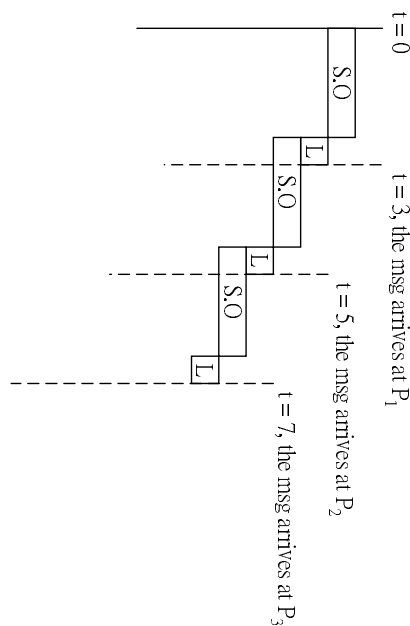 t = 0
S.O
L
t = 3, the msg arrives at P1
S.O
L
t = 5, the msg arrives at P2
S.O
L
t = 7, the msg arrives at P3